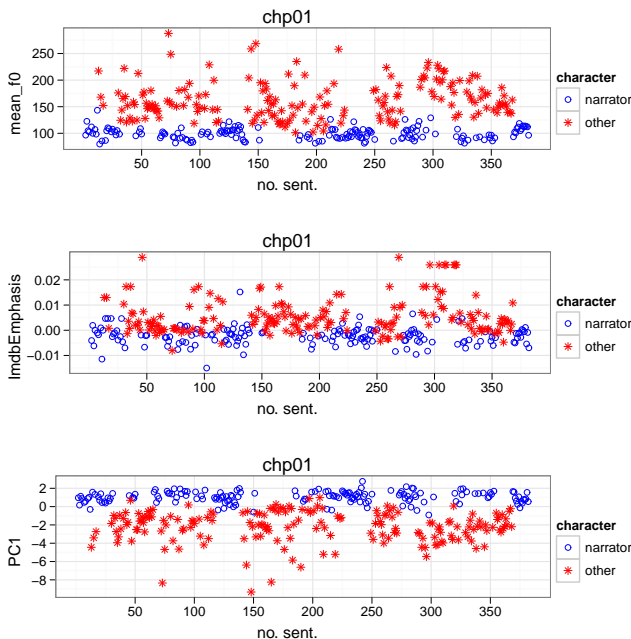 chp01
mean_f0
250
200
150
100
50 100 150 200 250 300 350
no. sent.
character
narrator
other
chp01
ImdbEmphasis
0.02
0.01
0.00
−0.01
50 100 150 200 250 300 350
no. sent.
character
narrator
other
chp01
PC1
2
0
−2
−4
−6
−8
50 100 150 200 250 300 350
no. sent.
character
narrator
other